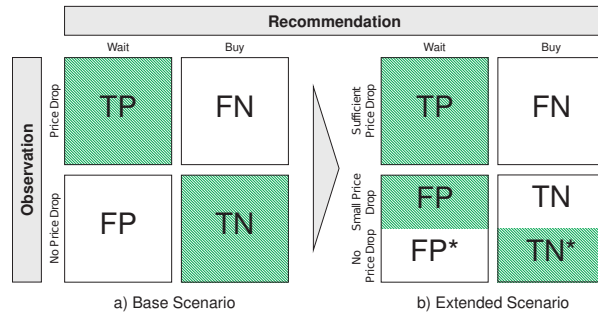 Recommendation
Wait
Buy
Wait
Buy
Observation
Price Drop
No Price Drop
TP
FN
FP
TN
Sufficient
Price Drop
Small Price
Drop
No
Price Drop
TP
FN
FP
TN
FP*
TN*
a) Base Scenario
b) Extended Scenario